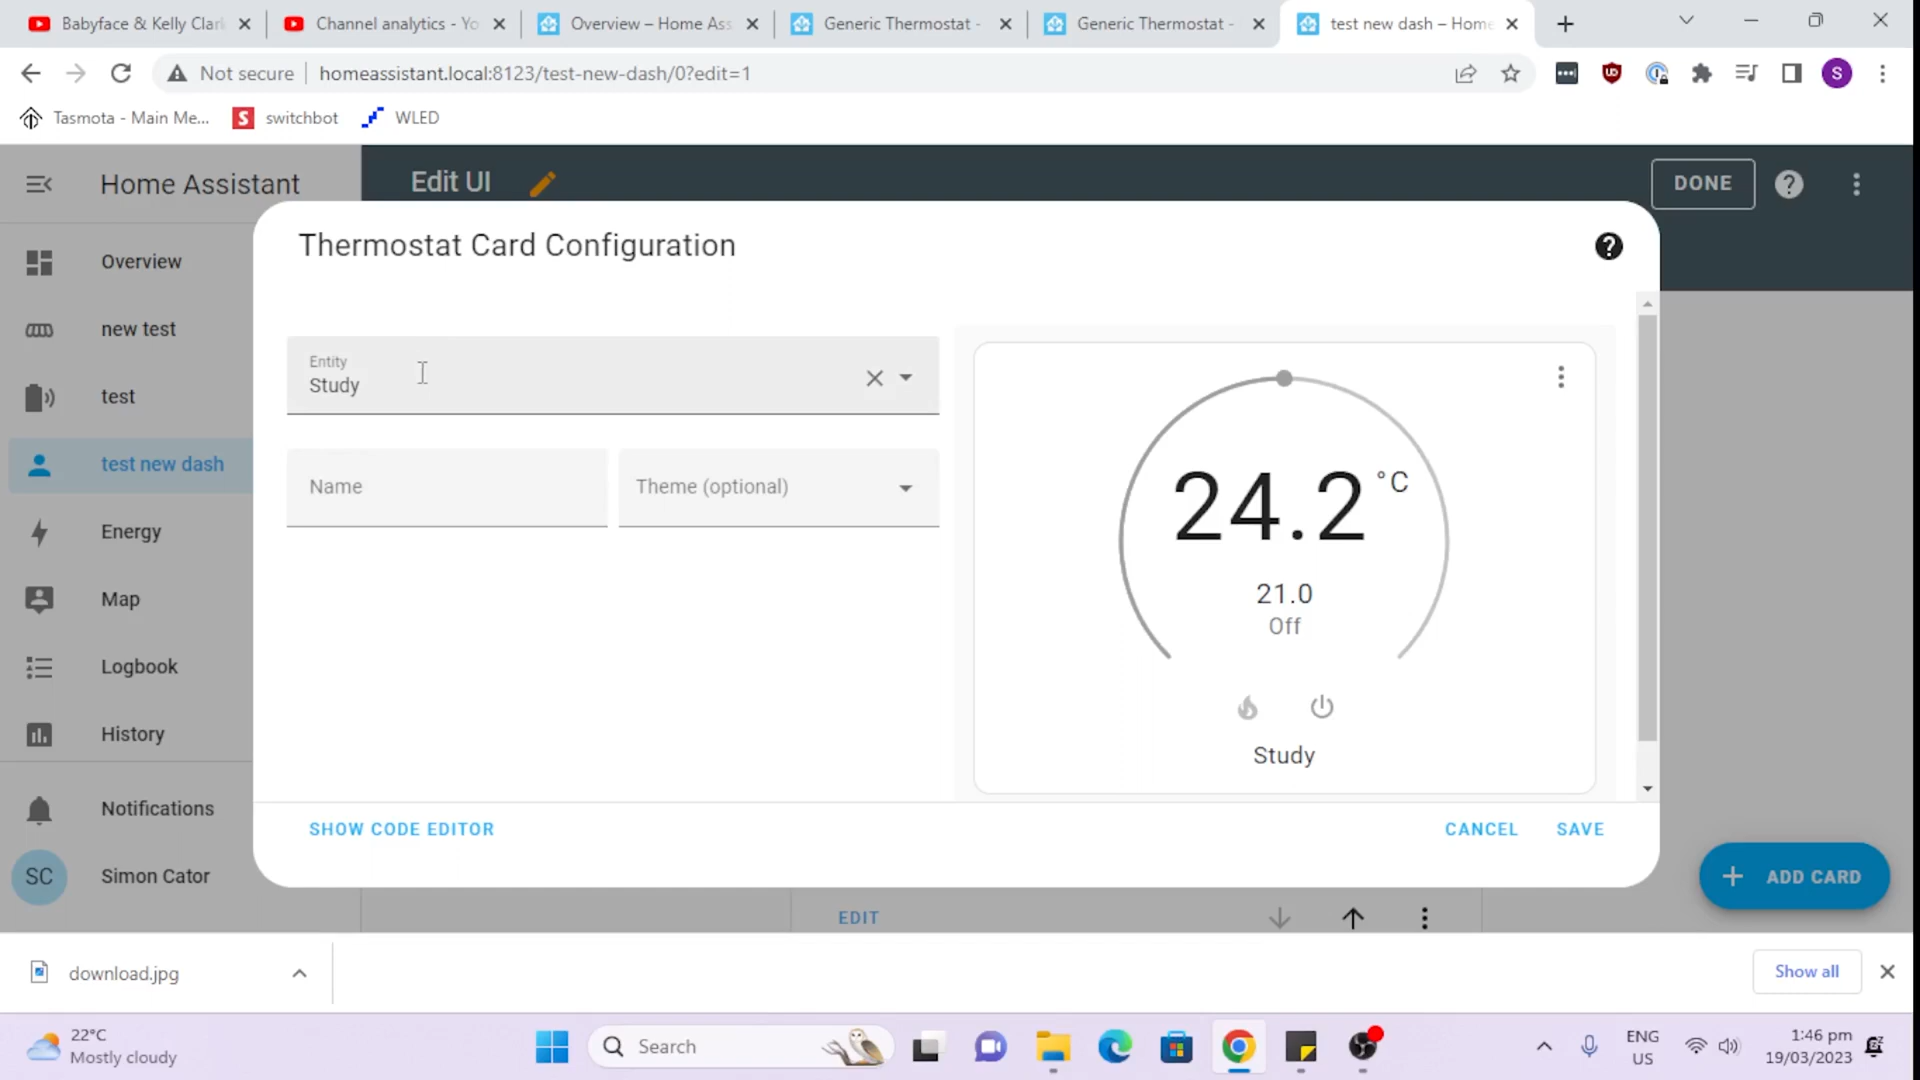 Babyface & Kelly Clark
Channel analytics - Yo
Overview – Home Ass
Generic Thermostat -
Generic Thermostat -
test new dash – Home
Not secure
homeassistant.local:8123/test-new-dash/0?edit=1
S
Tasmota - Main Me...
switchbot
WLED
Home Assistant
Edit UI
DONE
Overview
new test
test
test new dash
Energy
Map
Logbook
History
Notifications
SC
Simon Cator
Thermostat Card Configuration
Entity
Study
Name
Theme (optional)
24.2 °C
21.0
Off
Study
SHOW CODE EDITOR
CANCEL
SAVE
EDIT
ADD CARD
download.jpg
Show all
22°C
Mostly cloudy
Search
ENG
US
1:46 pm
19/03/2023